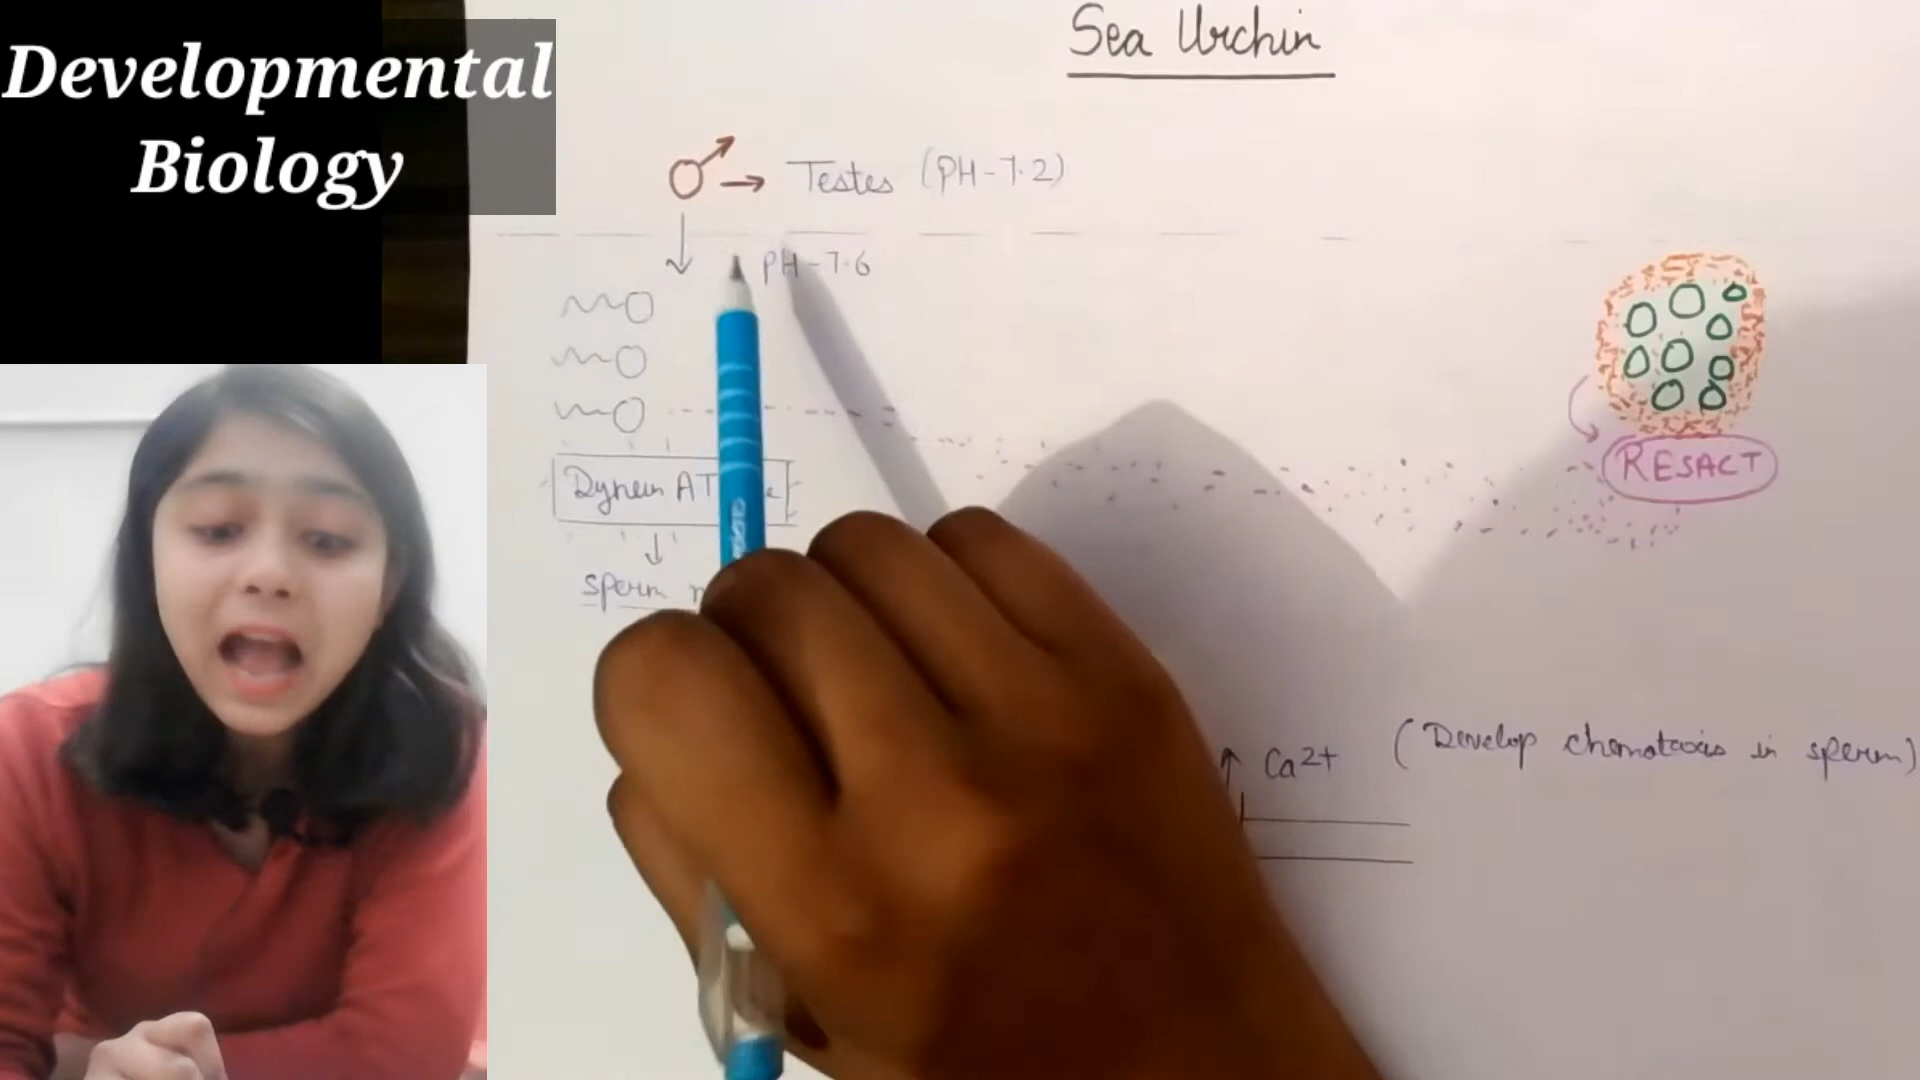 Developmental
Biology
Sea Urchin
Testes (PH-7.2)
PH-7.6
RESACT
Dynein AT
sperm
Ca2+ (Develop chemotaxis in sperm)